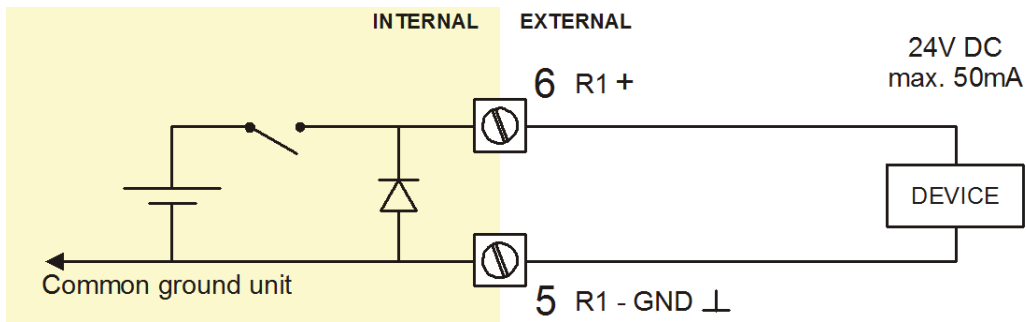 INTERNAL EXTERNAL
24V DC
max. 50mA
6 R1 +
DEVICE
Common ground unit
5 R1 - GND ⊥